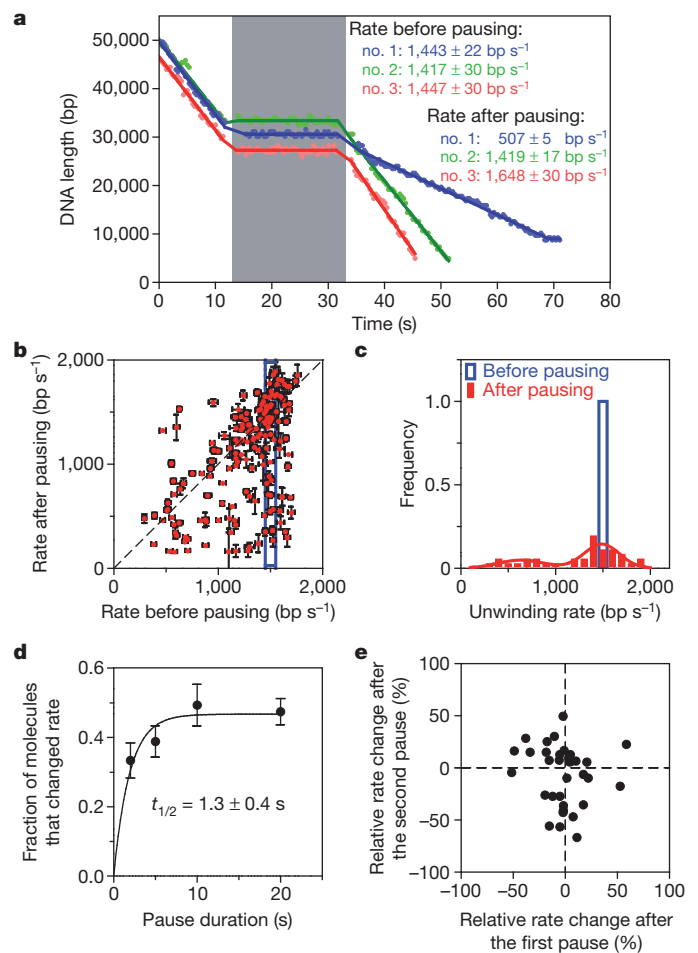 a
Rate before pausing:
no. 1: 1,443 ± 22 bp s⁻¹
no. 2: 1,417 ± 30 bp s⁻¹
no. 3: 1,447 ± 30 bp s⁻¹
Rate after pausing:
no. 1: 507 ± 5 bp s⁻¹
no. 2: 1,419 ± 17 bp s⁻¹
no. 3: 1,648 ± 30 bp s⁻¹
DNA length (bp)
50,000
40,000
30,000
20,000
10,000
0
0 10 20 30 40 50 60 70 80
Time (s)
b
Rate after pausing (bp s⁻¹)
2,000
1,000
0
0 1,000 2,000
Rate before pausing (bp s⁻¹)
c
Before pausing
After pausing
Frequency
1.0
0.5
0
0 1,000 2,000
Unwinding rate (bp s⁻¹)
d
Fraction of molecules
that changed rate
0.6
0.4
0.2
0.0
t1/2 = 1.3 ± 0.4 s
0 10 20
Pause duration (s)
e
Relative rate change after
the second pause (%)
100
50
0
−50
−100
−100 −50 0 50 100
Relative rate change after
the first pause (%)